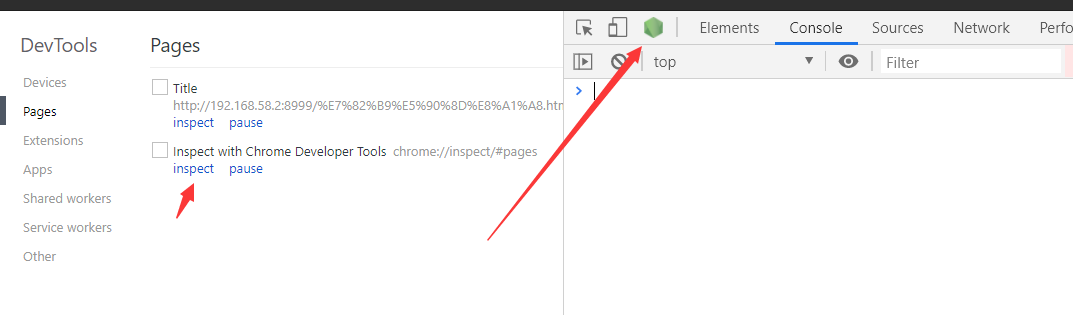 DevTools
Devices
Pages
Extensions
Apps
Shared workers
Service workers
Other
Pages
Title
http://192.168.58.2:8999/%E7%82%B9%E5%90%8D%E8%A1%A8.htm
inspect pause
Inspect with Chrome Developer Tools chrome://inspect/#pages
inspect pause
Elements Console Sources Network Perfo
top Filter